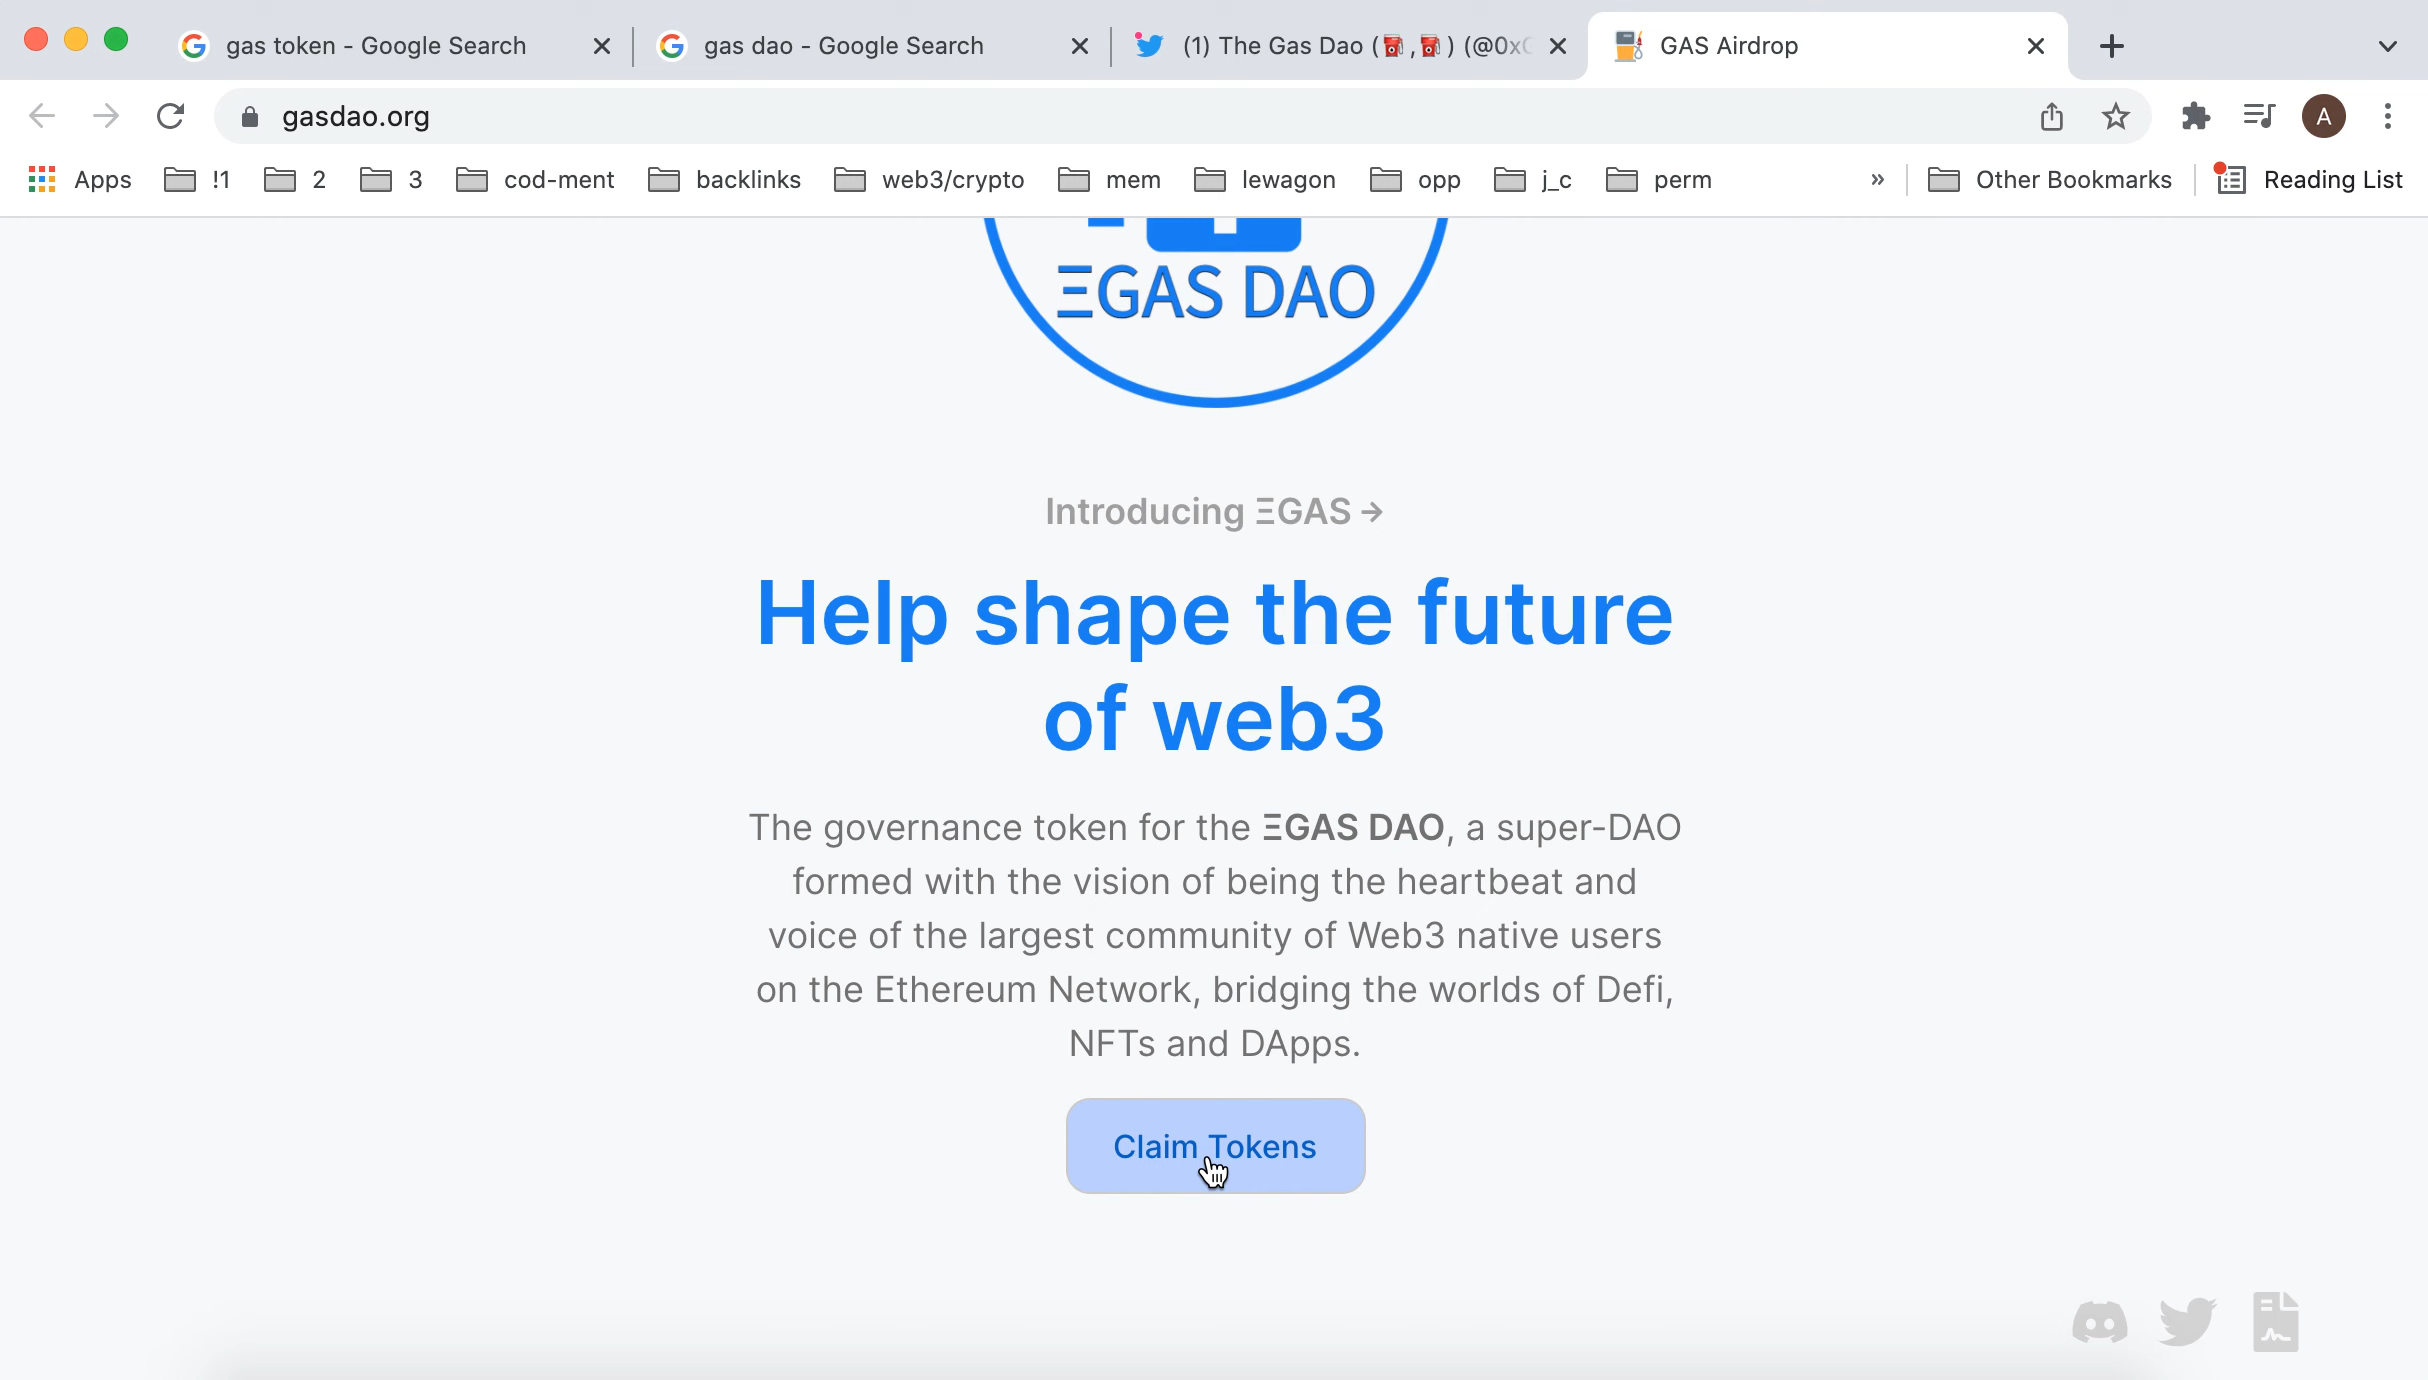 gas token - Google Search
gas dao - Google Search
(1) The Gas Dao (⛽,⛽) (@0x
GAS Airdrop
gasdao.org
A
Apps
!1
2
3
cod-ment
backlinks
web3/crypto
mem
lewagon
opp
j_c
perm
»
Other Bookmarks
Reading List
ΞGAS DAO
Introducing ΞGAS →
Help shape the future
of web3
The governance token for the ΞGAS DAO, a super-DAO
formed with the vision of being the heartbeat and
voice of the largest community of Web3 native users
on the Ethereum Network, bridging the worlds of Defi,
NFTs and DApps.
Claim Tokens